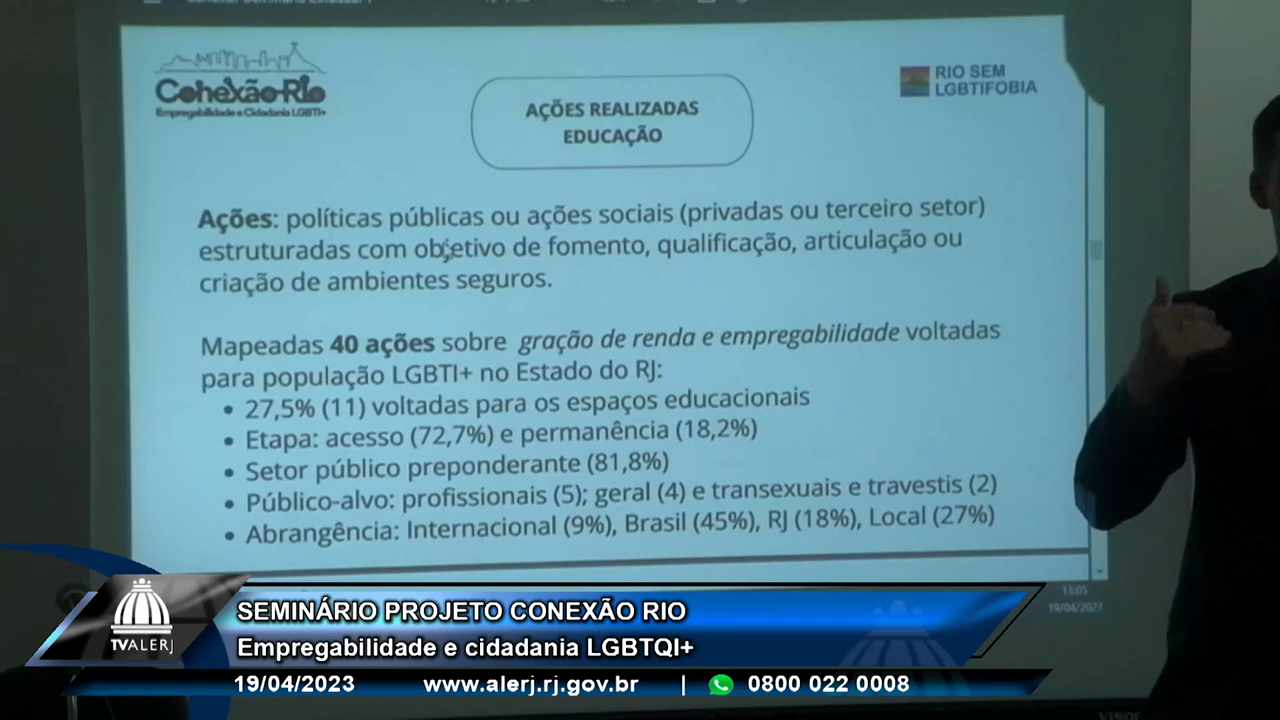 Conexão Rio
Empregabilidade e Cidadania LGBTI+
RIO SEM
LGBTIFOBIA
AÇÕES REALIZADAS
EDUCAÇÃO
Ações: políticas públicas ou ações sociais (privadas ou terceiro setor)
estruturadas com objetivo de fomento, qualificação, articulação ou
criação de ambientes seguros.
Mapeadas 40 ações sobre gração de renda e empregabilidade voltadas
para população LGBTI+ no Estado do RJ:
• 27,5% (11) voltadas para os espaços educacionais
• Etapa: acesso (72,7%) e permanência (18,2%)
• Setor público preponderante (81,8%)
• Público-alvo: profissionais (5); geral (4) e transexuais e travestis (2)
• Abrangência: Internacional (9%), Brasil (45%), RJ (18%), Local (27%)
13:05
19/04/2023
TVALERJ
SEMINÁRIO PROJETO CONEXÃO RIO
Empregabilidade e cidadania LGBTQI+
19/04/2023 www.alerj.rj.gov.br | 0800 022 0008